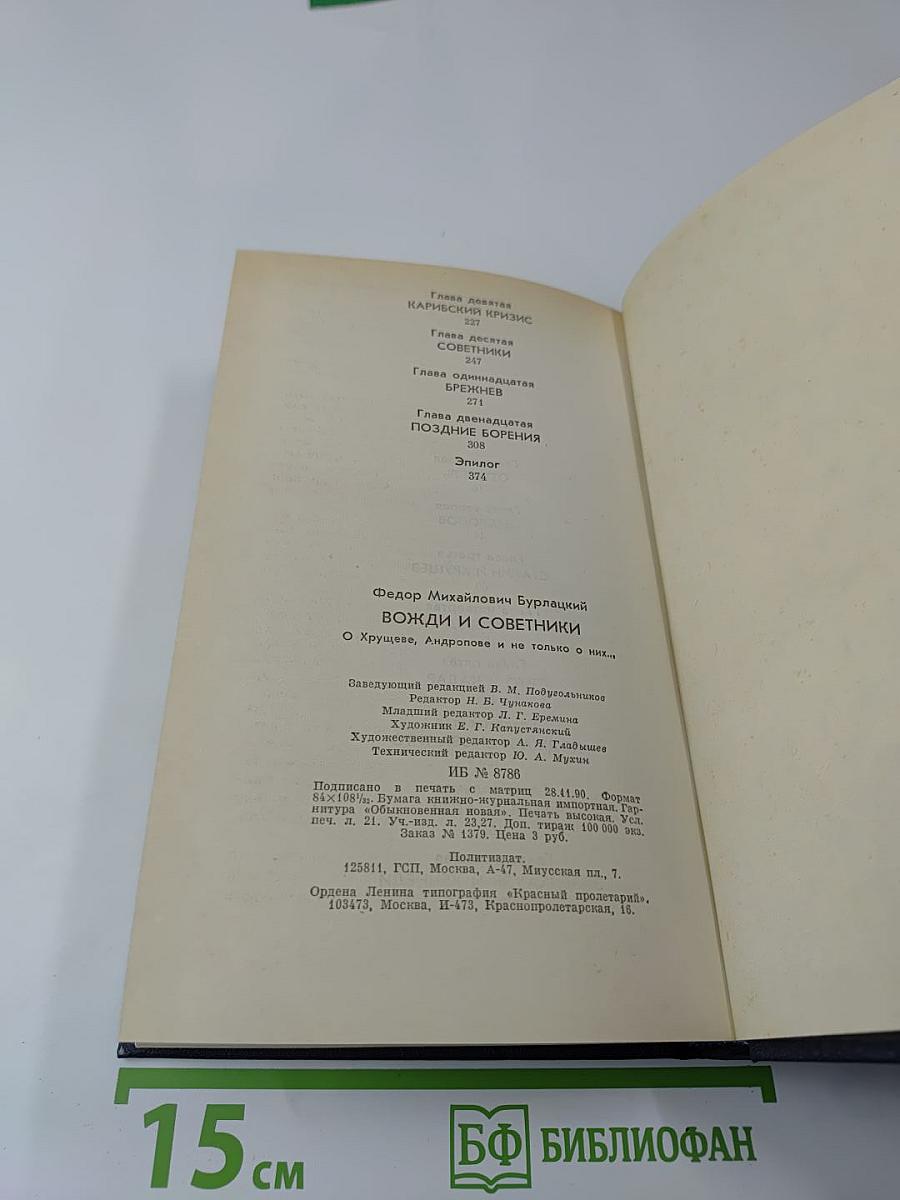 Глава девятая
КАРИБСКИЙ КРИЗИС
227
Глава десятая
СОВЕТНИКИ
247
Глава одиннадцатая
БРЕЖНЕВ
271
Глава двенадцатая
ПОЗДНИЕ БОРЕНИЯ
308
Эпилог
374
Федор Михайлович Бурлацкий
ВОЖДИ И СОВЕТНИКИ
О Хрущеве, Андропове и не только о них...
Заведующий редакцией В. М. Подугольников
Редактор Н. Б. Чунакова
Младший редактор Л. Г. Еремина
Художник Е. Г. Капустянский
Художественный редактор А. Я. Гладышев
Технический редактор Ю. А. Мухин
ИБ № 8786
Подписано в печать с матриц 28.11.90. Формат
84×108¹/₃₂. Бумага книжно-журнальная импортная. Гар-
нитура «Обыкновенная новая». Печать высокая. Усл.
печ. л. 21. Уч.-изд. л. 23,27. Доп. тираж 100 000 экз.
Заказ № 1379. Цена 3 руб.
Политиздат.
125811, ГСП, Москва, А-47, Миусская пл., 7.
Ордена Ленина типография «Красный пролетарий».
103473, Москва, И-473, Краснопролетарская, 16.
15 см
БФ БИБЛИОФАН